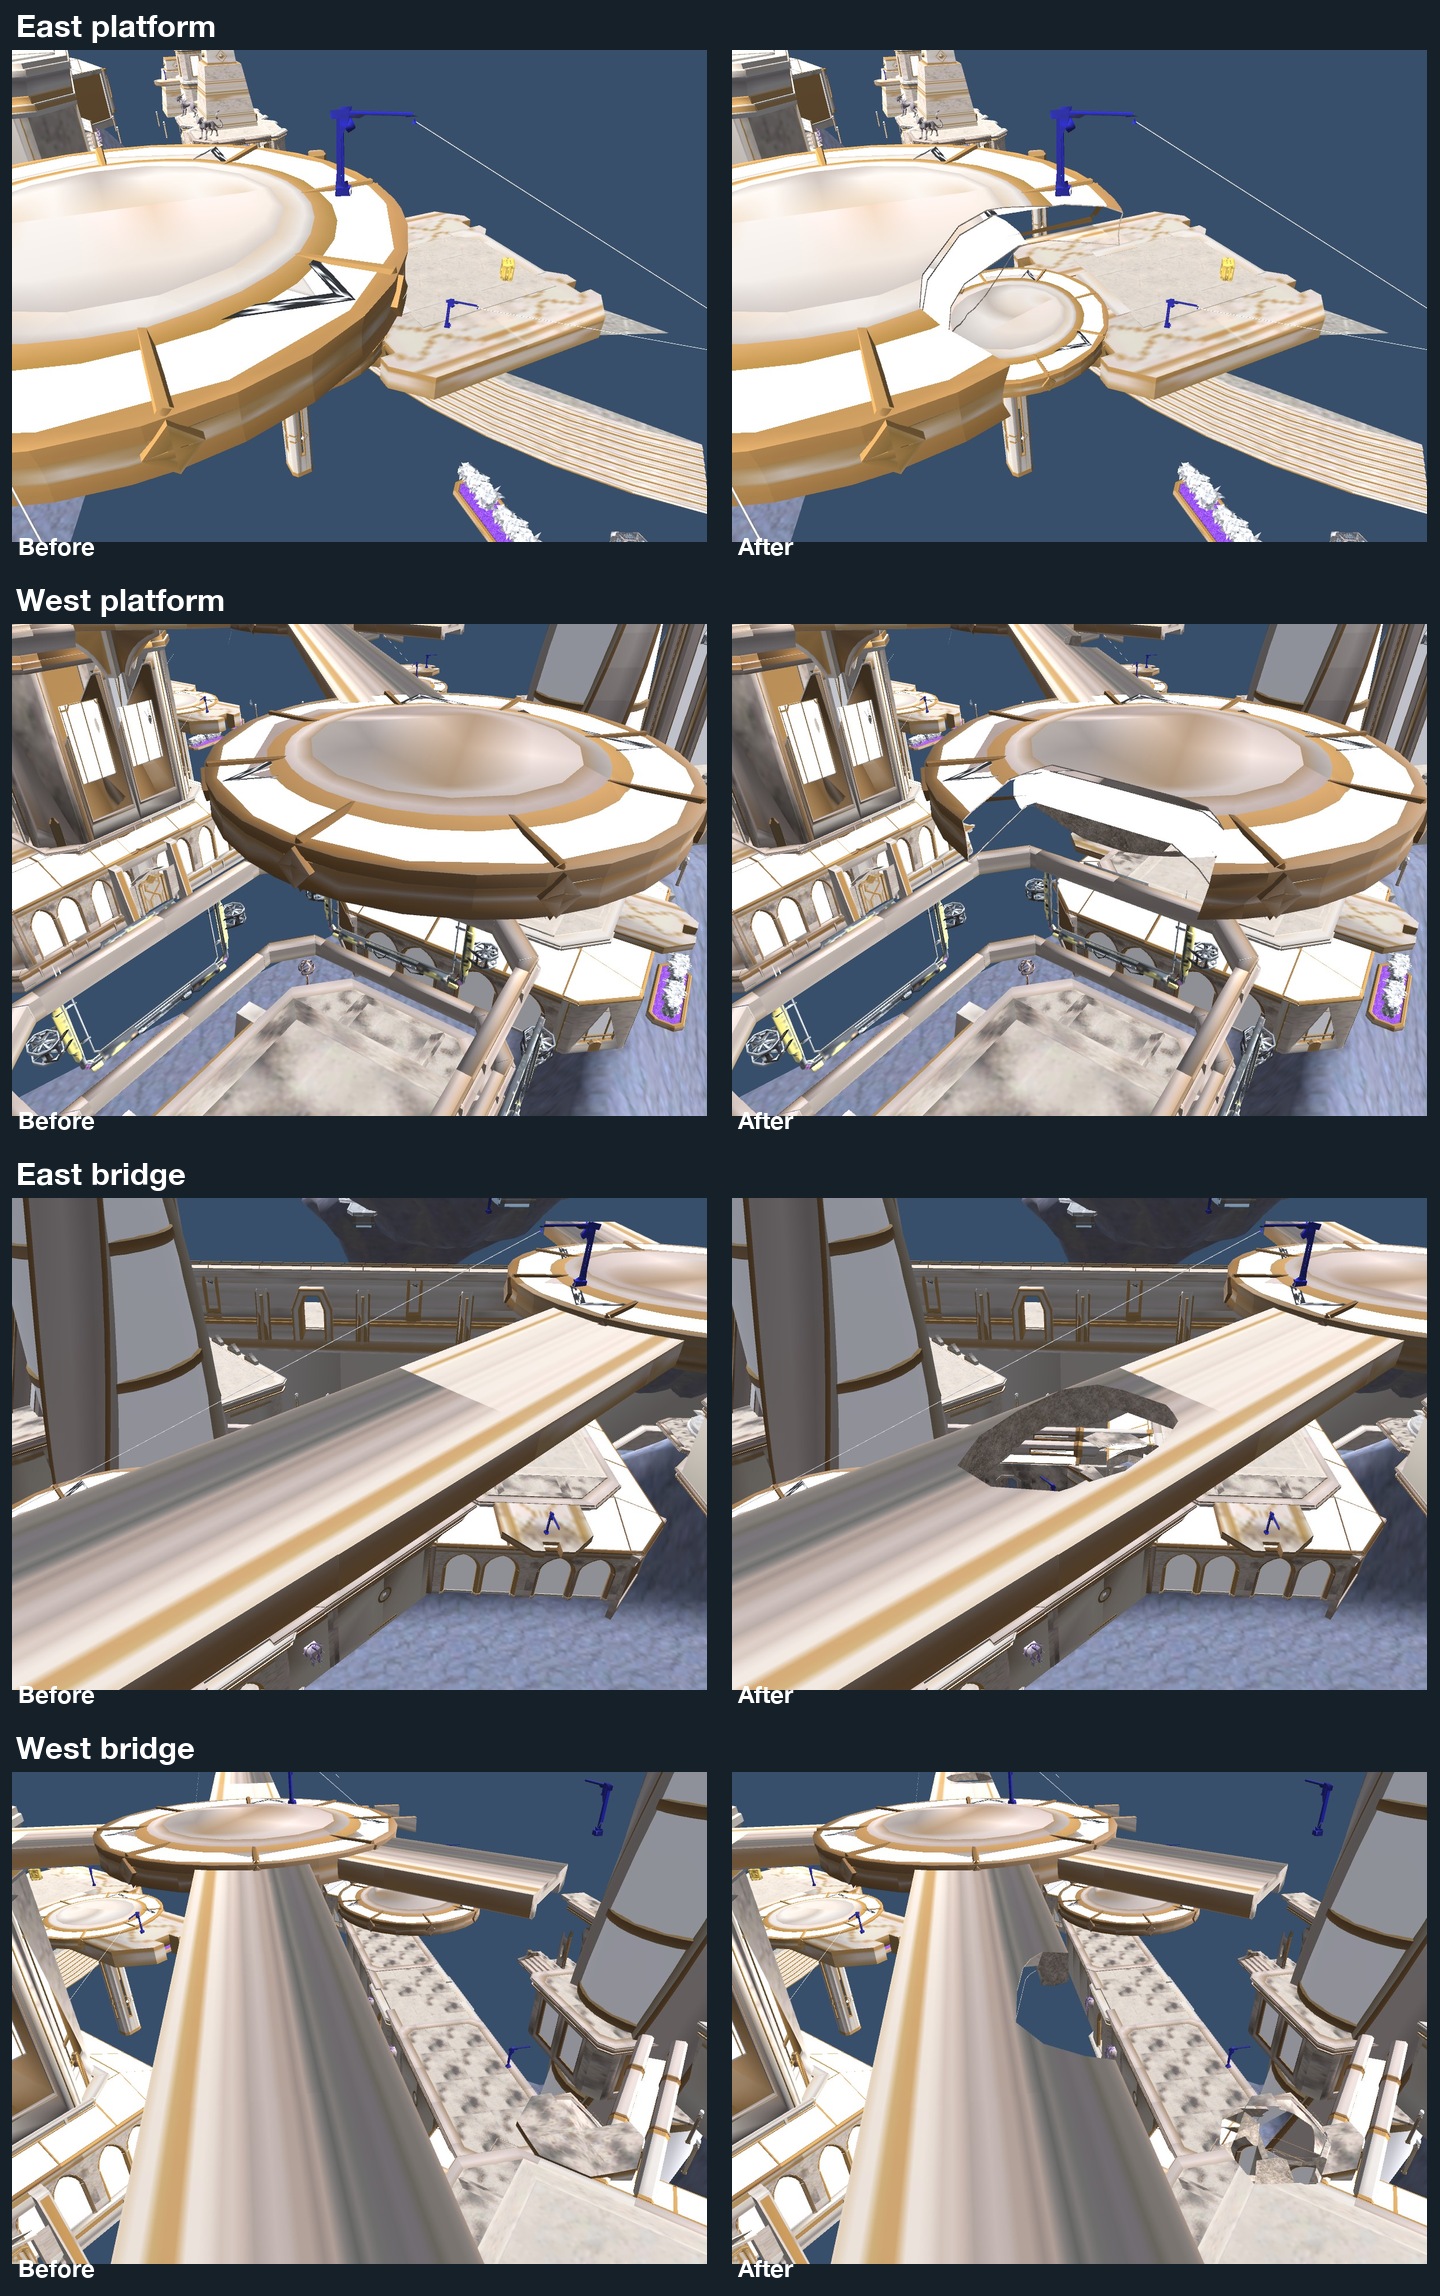 East platform
Before
After
West platform
Before
After
East bridge
Before
After
West bridge
Before
After